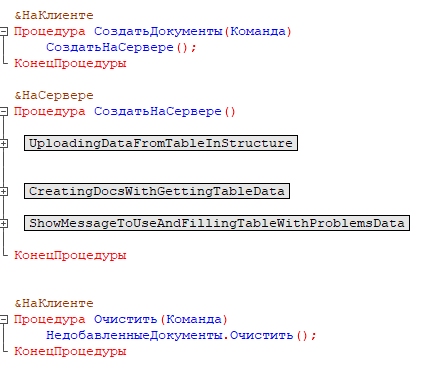 &НаКлиенте
Процедура СоздатьДокументы(Команда)
СоздатьНаСервере();
КонецПроцедуры
&НаСервере
Процедура СоздатьНаСервере()
UploadingDataFromTableInStructure
CreatingDocsWithGettingTableData
ShowMessageToUseAndFillingTableWithProblemsData
КонецПроцедуры
&НаКлиенте
Процедура Очистить(Команда)
НедобавленныеДокументы.Очистить();
КонецПроцедуры